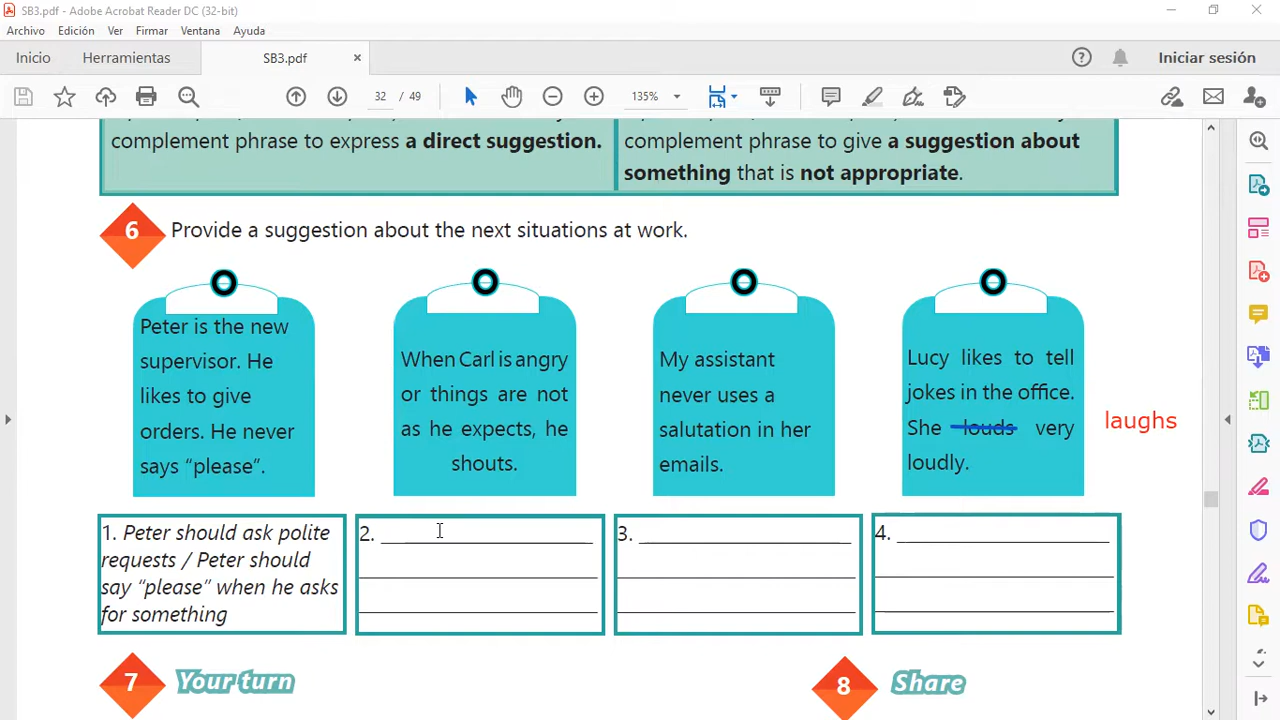 SB3.pdf - Adobe Acrobat Reader DC (32-bit)
Archivo Edición Ver Firmar Ventana Ayuda
Inicio Herramientas SB3.pdf × Iniciar sesión
32 / 49 135%
complement phrase to express a direct suggestion.
complement phrase to give a suggestion about
something that is not appropriate.
6 Provide a suggestion about the next situations at work.
Peter is the new
supervisor. He
likes to give
orders. He never
says “please”.
When Carl is angry
or things are not
as he expects, he
shouts.
My assistant
never uses a
salutation in her
emails.
Lucy likes to tell
jokes in the office.
She louds very
loudly.
laughs
1. Peter should ask polite
requests / Peter should
say “please” when he asks
for something
2.
3.
4.
7 Your turn
8 Share